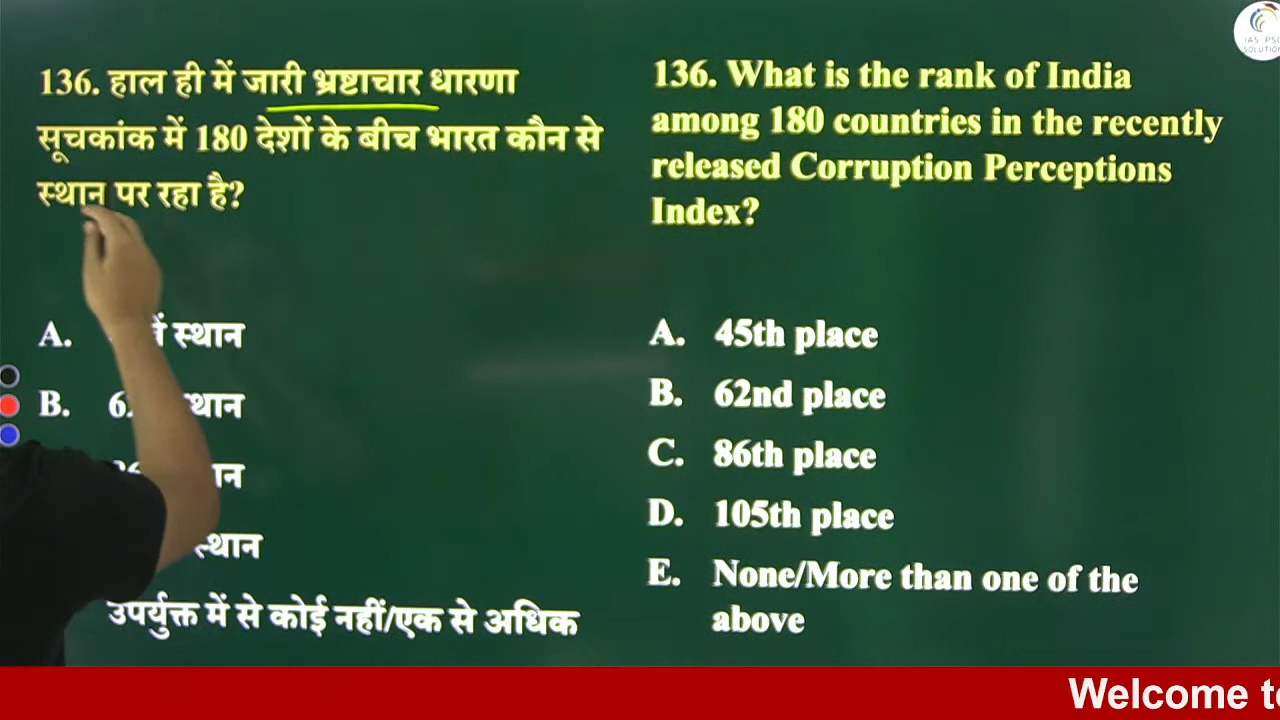 136. हाल ही में जारी भ्रष्टाचार धारणा
सूचकांक में 180 देशों के बीच भारत कौन से
स्थान पर रहा है?
A. स्थान
B.
उपर्युक्त में से कोई नहीं/एक से अधिक
136. What is the rank of India
among 180 countries in the recently
released Corruption Perceptions
Index?
A. 45th place
B. 62nd place
C. 86th place
D. 105th place
E. None/More than one of the
above
IAS
Welcome